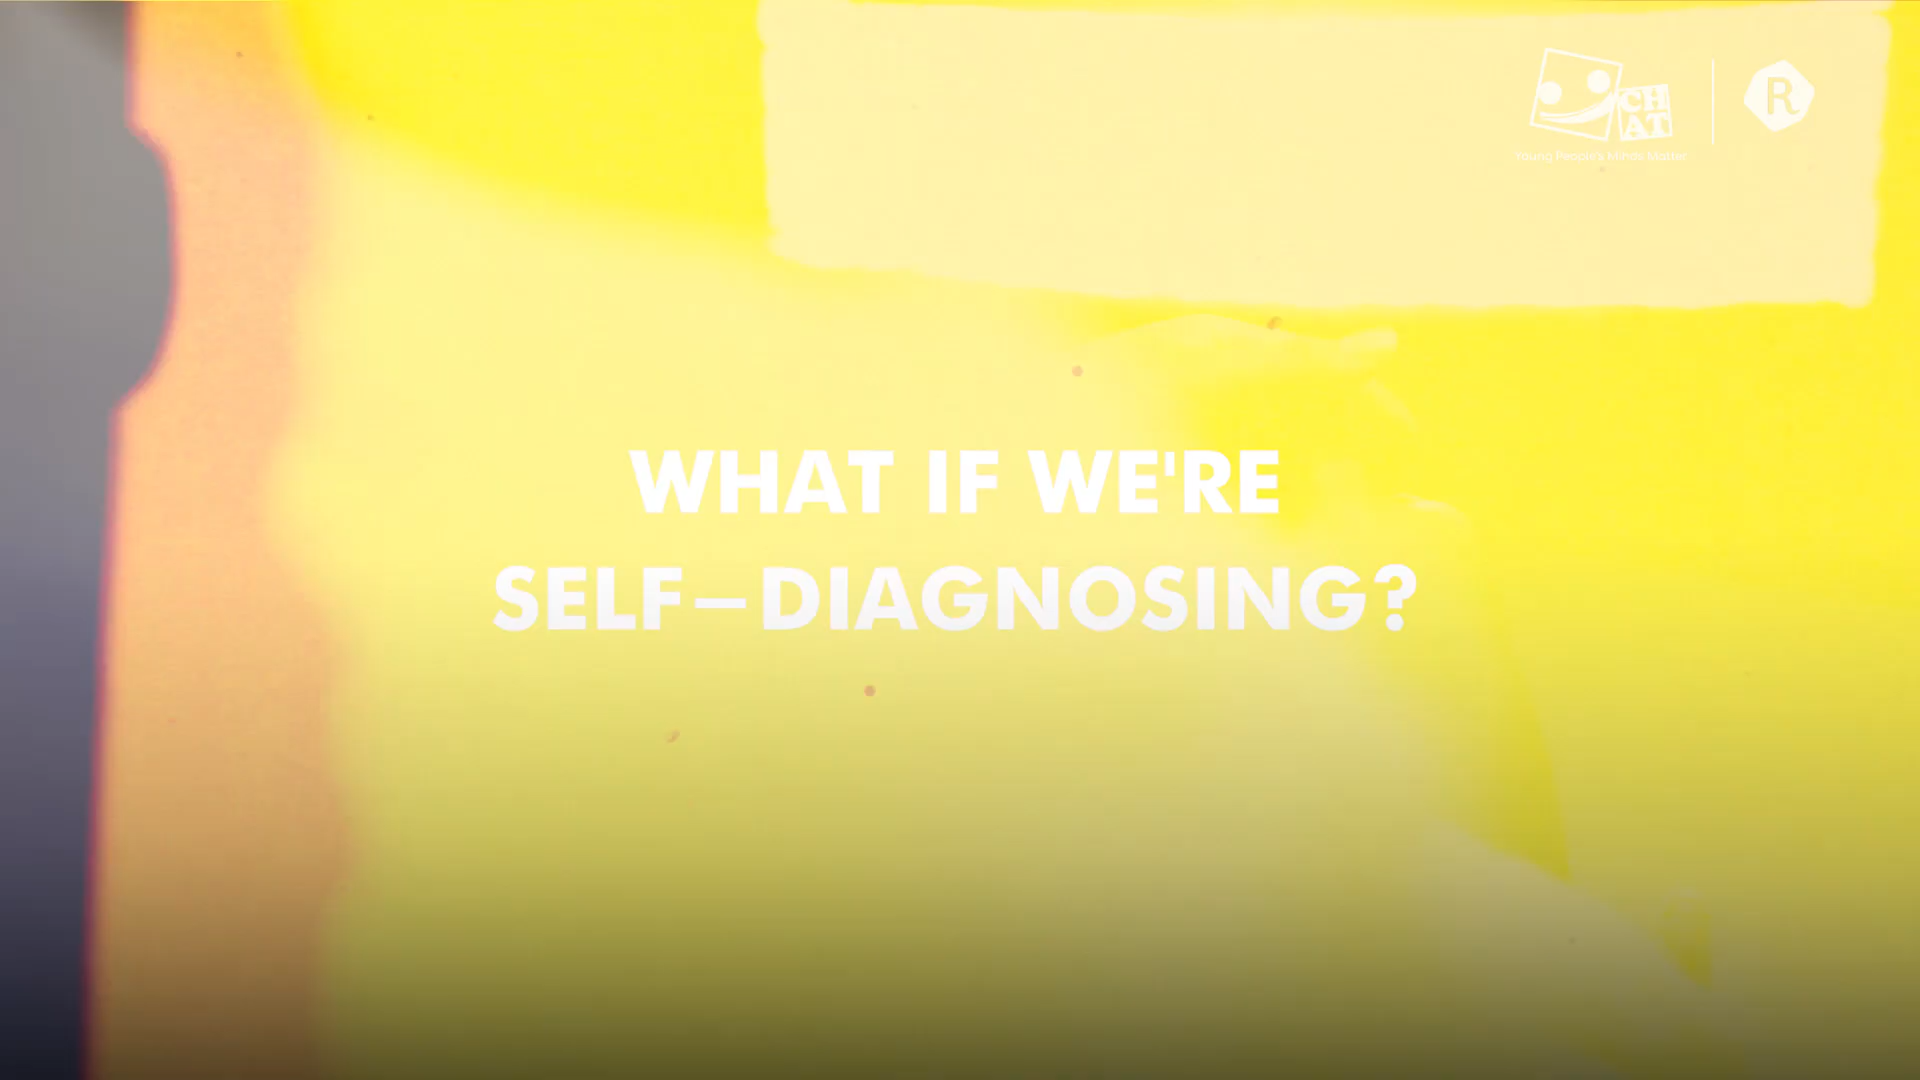 CH
AT
Young People's Minds Matter
R
WHAT IF WE'RE
SELF–DIAGNOSING?